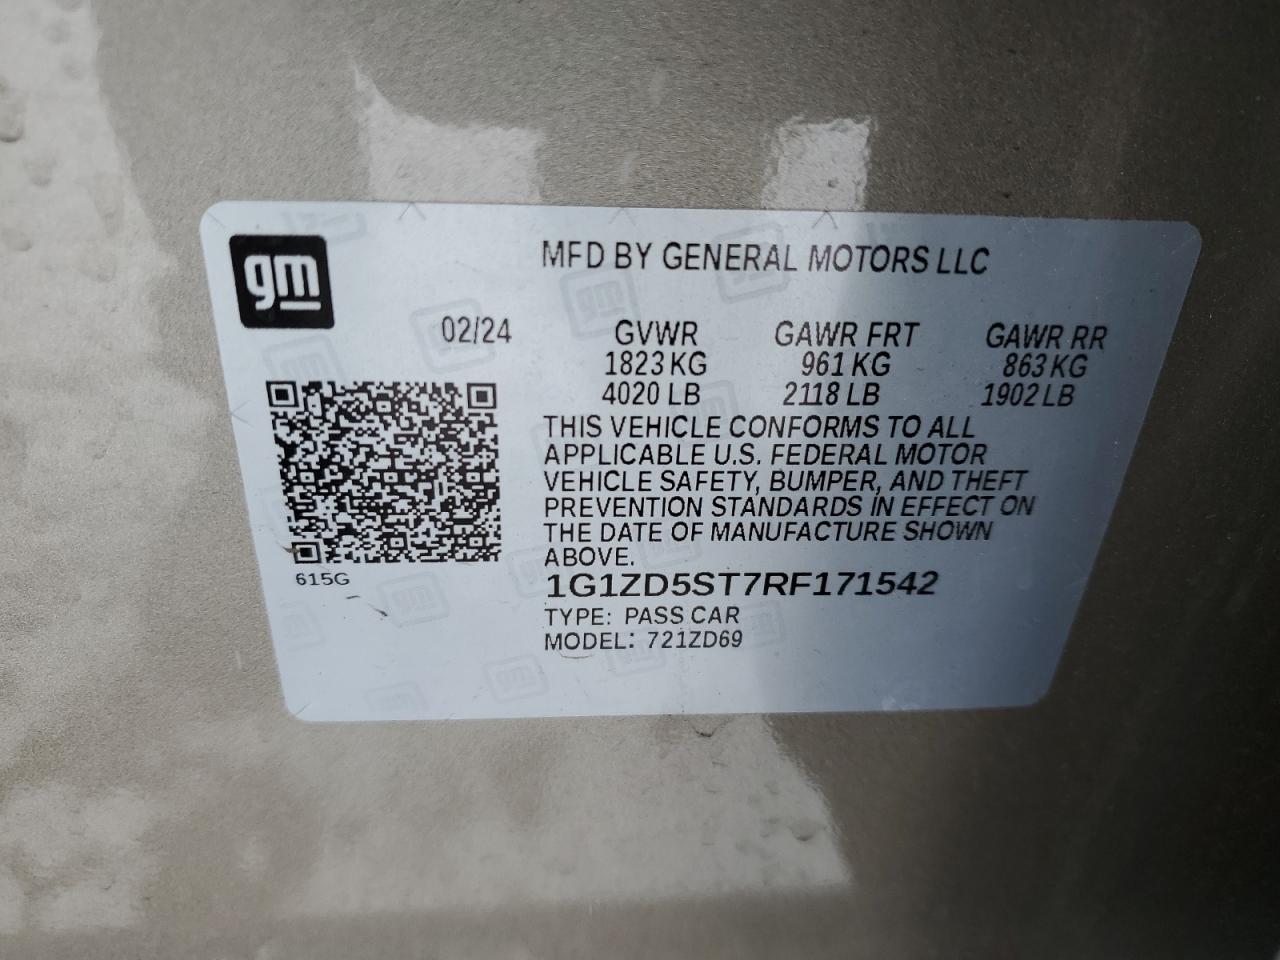 gm
MFD BY GENERAL MOTORS LLC
02/24 GVWR GAWR FRT GAWR RR
1823 KG 961 KG 863 KG
4020 LB 2118 LB 1902 LB
THIS VEHICLE CONFORMS TO ALL
APPLICABLE U.S. FEDERAL MOTOR
VEHICLE SAFETY, BUMPER, AND THEFT
PREVENTION STANDARDS IN EFFECT ON
THE DATE OF MANUFACTURE SHOWN
ABOVE.
615G
1G1ZD5ST7RF171542
TYPE: PASS CAR
MODEL: 721ZD69